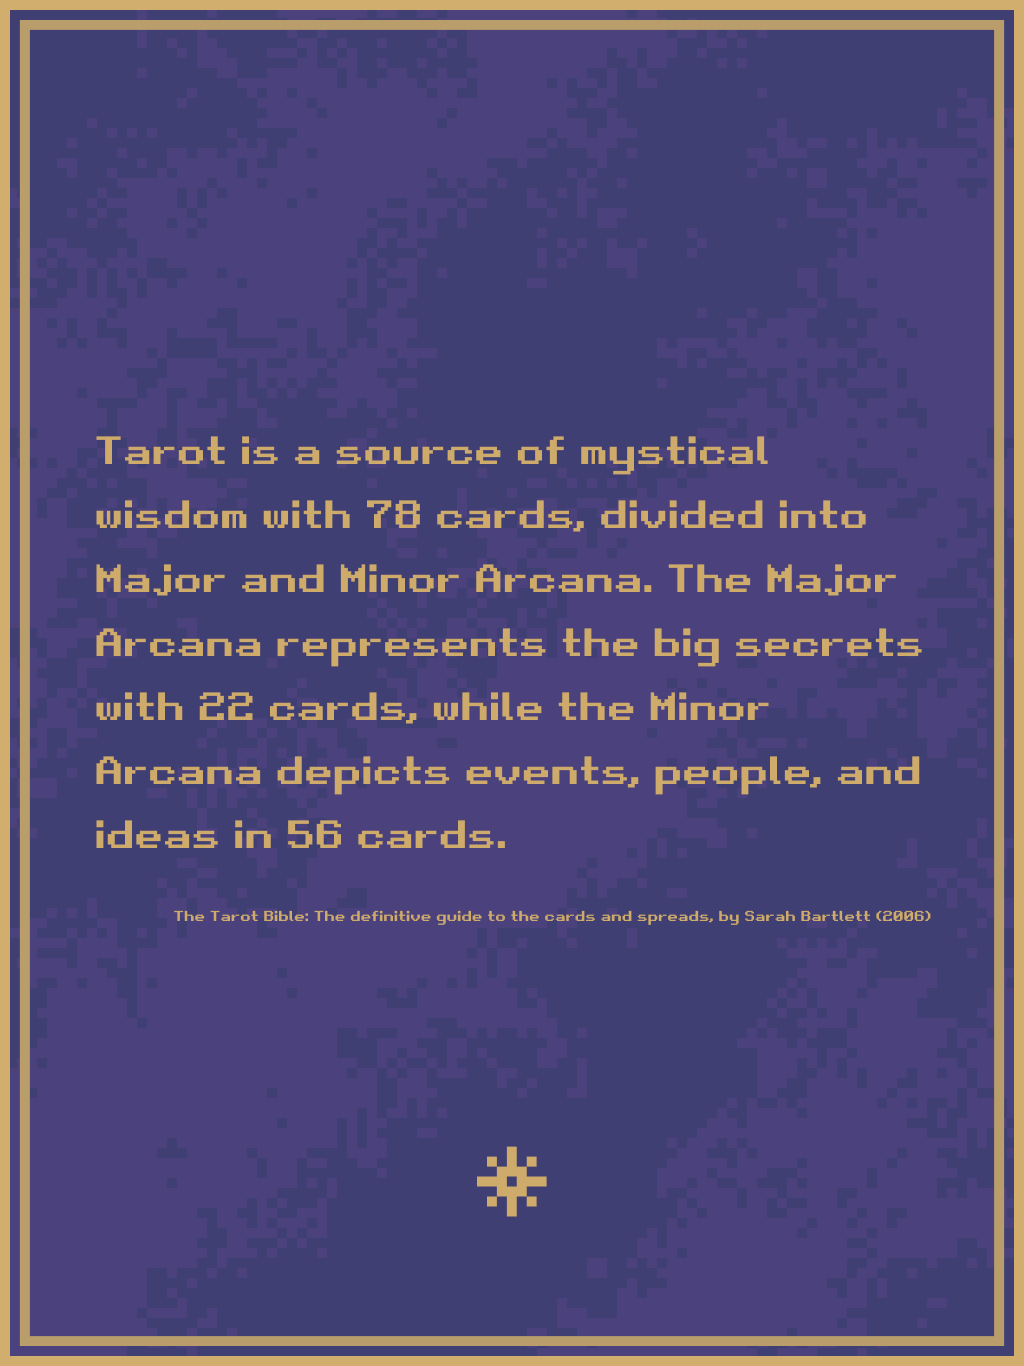 Tarot is a source of mystical
wisdom with 78 cards, divided into
Major and Minor Arcana. The Major
Arcana represents the big secrets
with 22 cards, while the Minor
Arcana depicts events, people, and
ideas in 56 cards.
The Tarot Bible: The definitive guide to the cards and spreads, by Sarah Bartlett (2006)